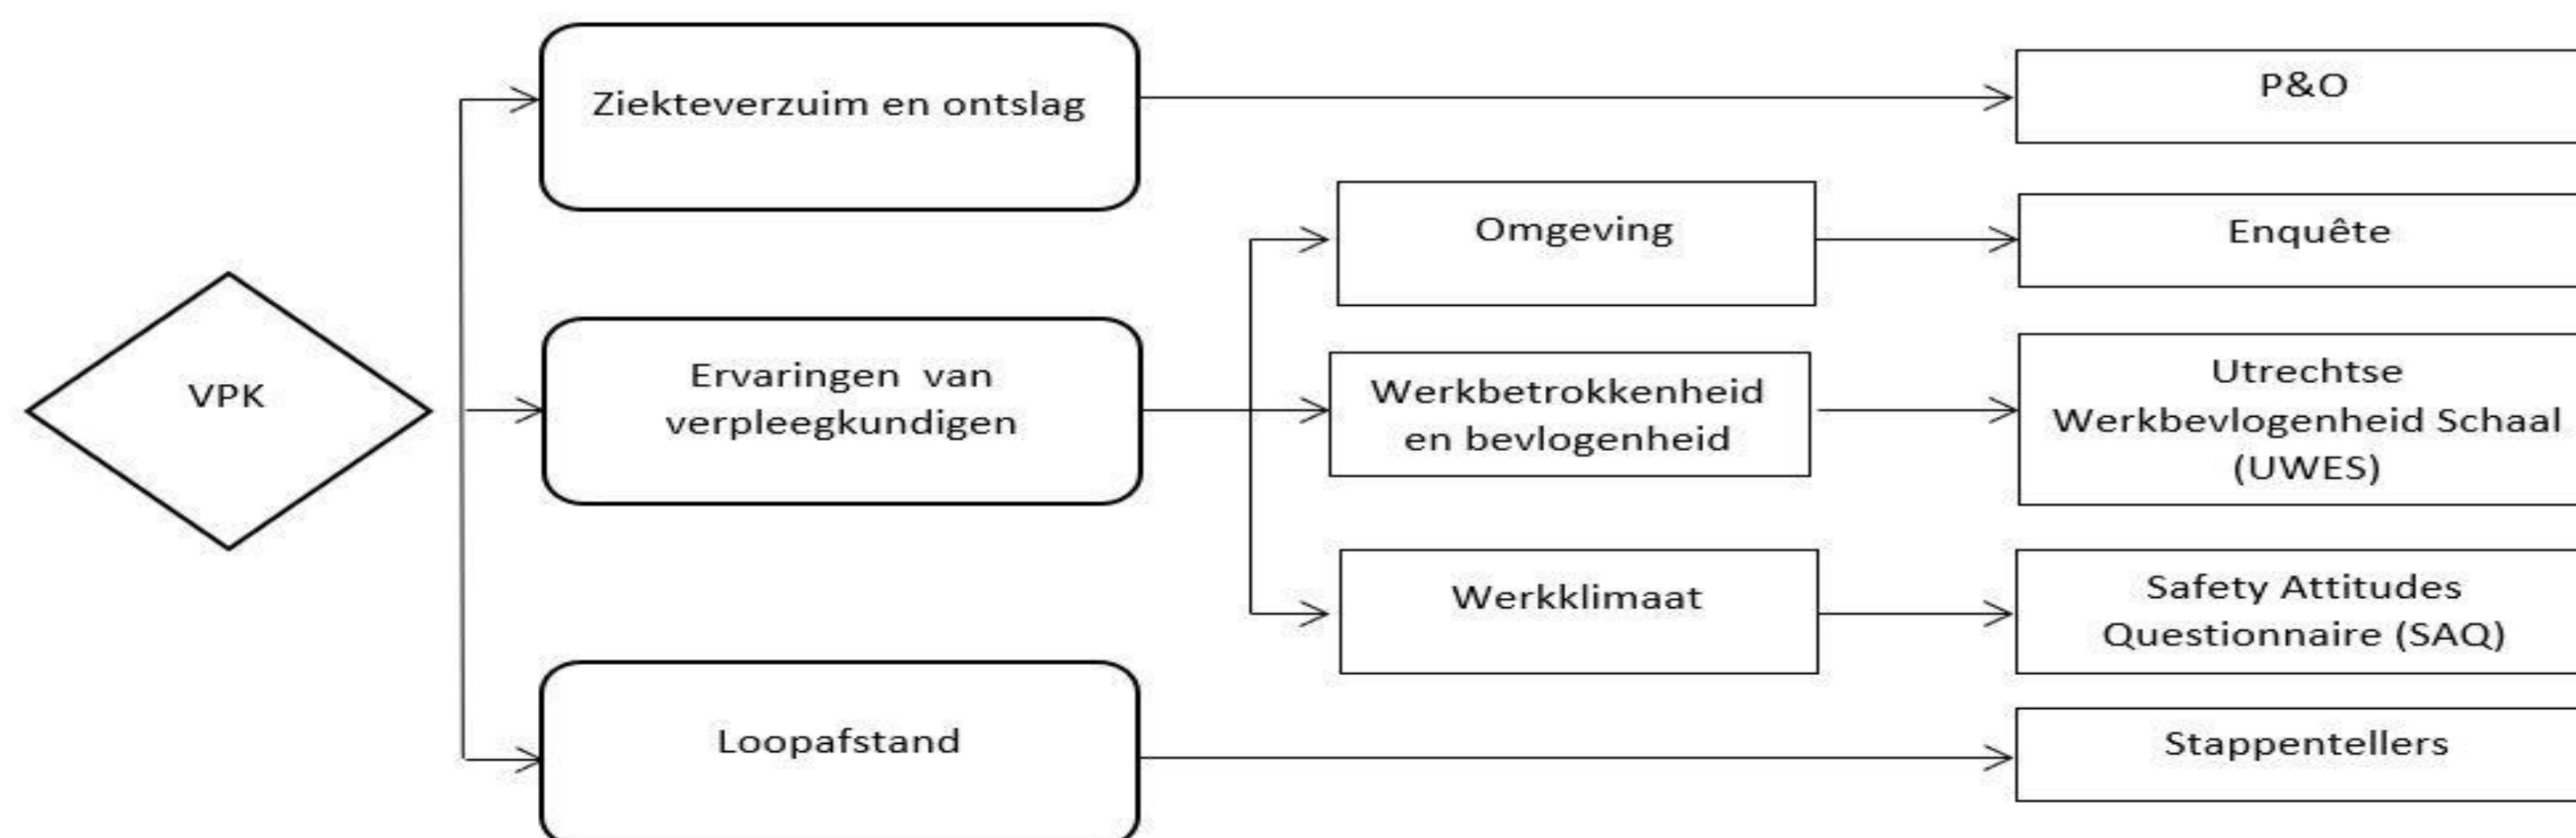 VPK
Ziekteverzuim en ontslag
P&O
Ervaringen van
verpleegkundigen
Omgeving
Enquête
Werkbetrokkenheid
en bevlogenheid
Utrechtse
Werkbevlogenheid Schaal
(UWES)
Werkklimaat
Safety Attitudes
Questionnaire (SAQ)
Loopafstand
Stappentellers